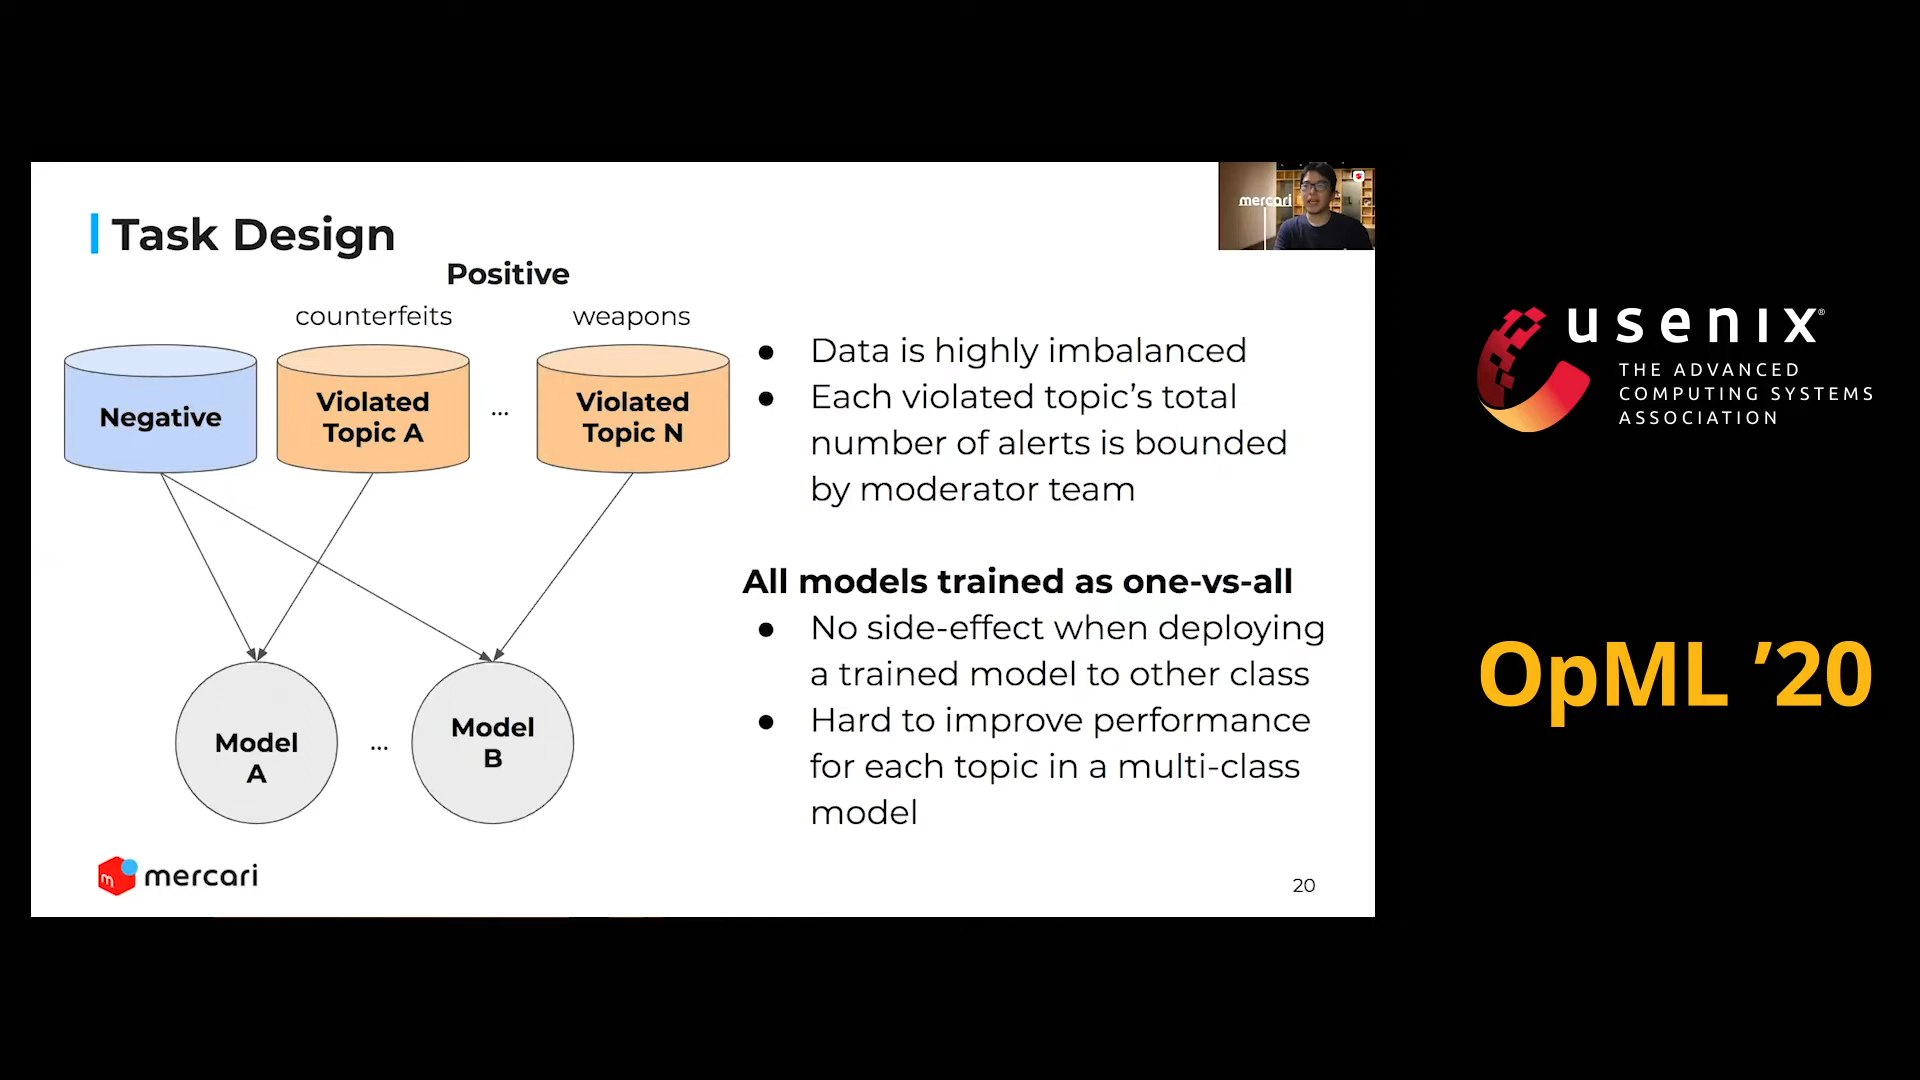 Task Design
Positive
counterfeits
weapons
Negative
Violated
Topic A
...
Violated
Topic N
Model
A
...
Model
B
● Data is highly imbalanced
● Each violated topic’s total
number of alerts is bounded
by moderator team
All models trained as one-vs-all
● No side-effect when deploying
a trained model to other class
● Hard to improve performance
for each topic in a multi-class
model
mercari
20
mercari
usenix®
THE ADVANCED
COMPUTING SYSTEMS
ASSOCIATION
OpML ’20